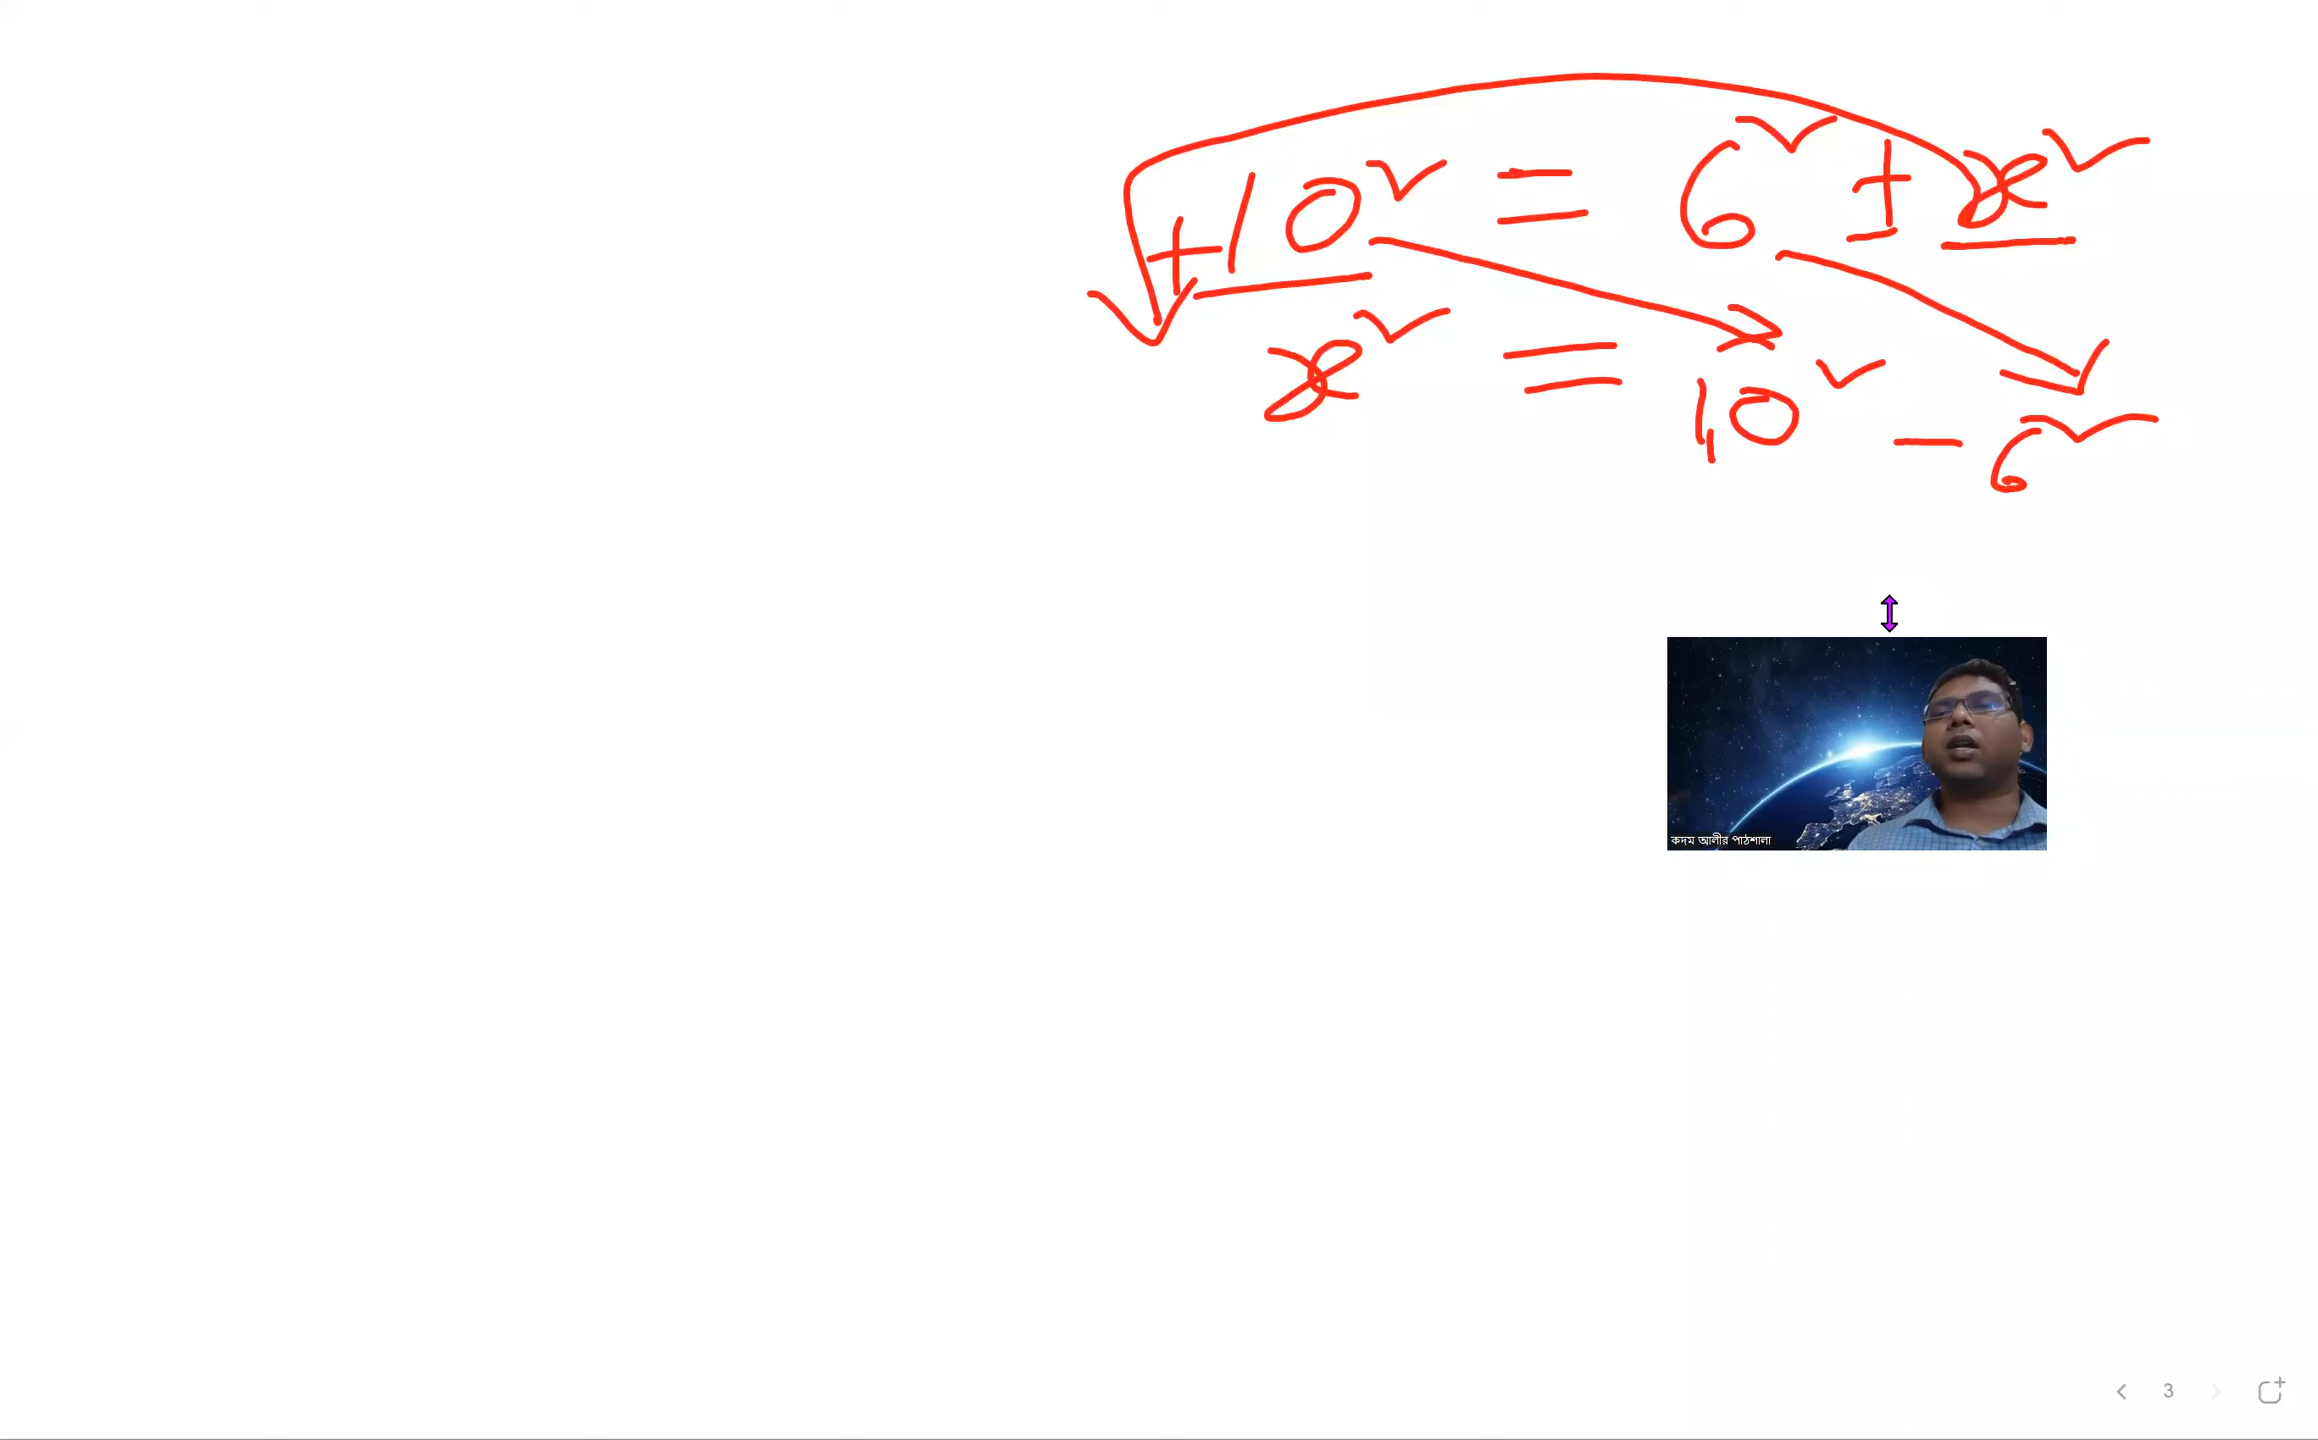 +10² = 6² + x²
x² = 10² - 6²
কদম আলীর পাঠশালা
3